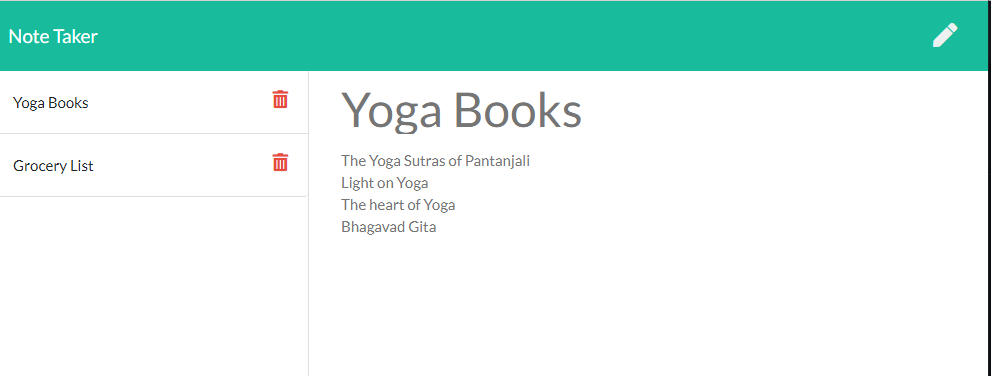 Note Taker
Yoga Books
Grocery List
Yoga Books
The Yoga Sutras of Pantanjali
Light on Yoga
The heart of Yoga
Bhagavad Gita